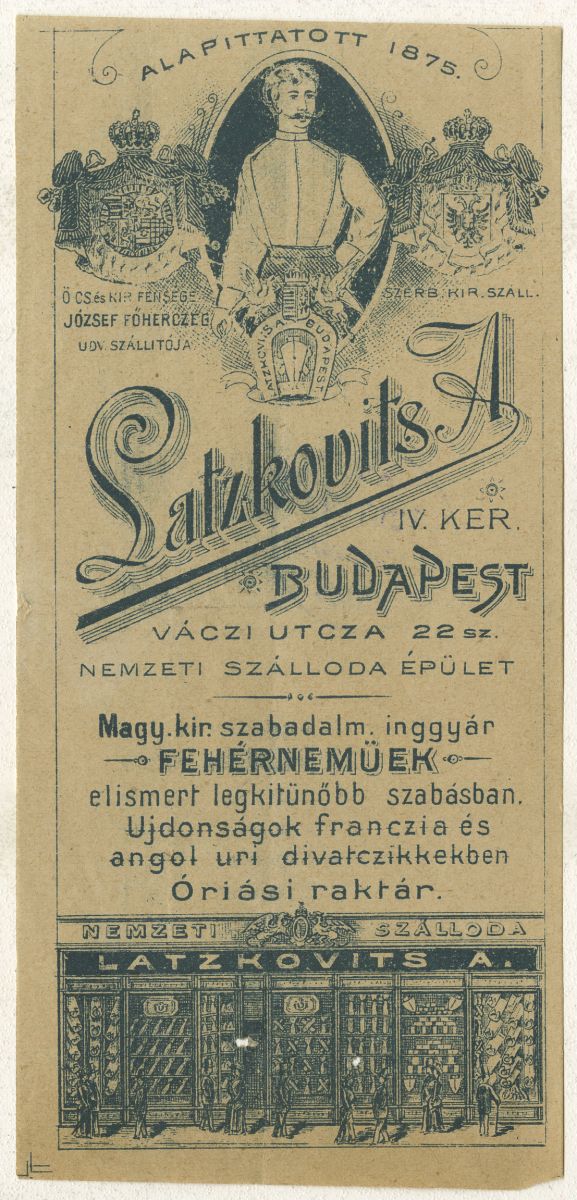 ALAPITTATOTT 1875.
Ő CS és KIR FENSÉGE
JÓZSEF FŐHERCZEG
UDV. SZÁLLITÓJA
SZERB. KIR. SZÁLL.
LATZKOVITS A BUDAPEST
Latzkovits A
IV. KER.
BUDAPEST
VÁCZI UTCZA 22 SZ.
NEMZETI SZÁLLODA ÉPÜLET
Magy. kir. szabadalm. inggyár
FEHÉRNEMÜEK
elismert legkitünőbb szabásban.
Ujdonságok franczia és
angol uri divatczikkekben
Óriási raktár.
NEMZETI SZÁLLODA
LATZKOVITS A.